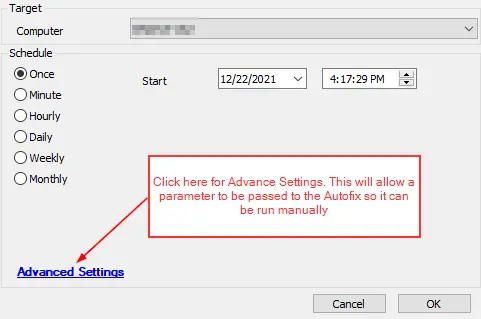 Target
Computer
Schedule
Once
Start
12/22/2021
4:17:29 PM
Minute
Hourly
Daily
Weekly
Monthly
Click here for Advance Settings. This will allow a
parameter to be passed to the Autofix so it can
be run manually
Advanced Settings
Cancel
OK